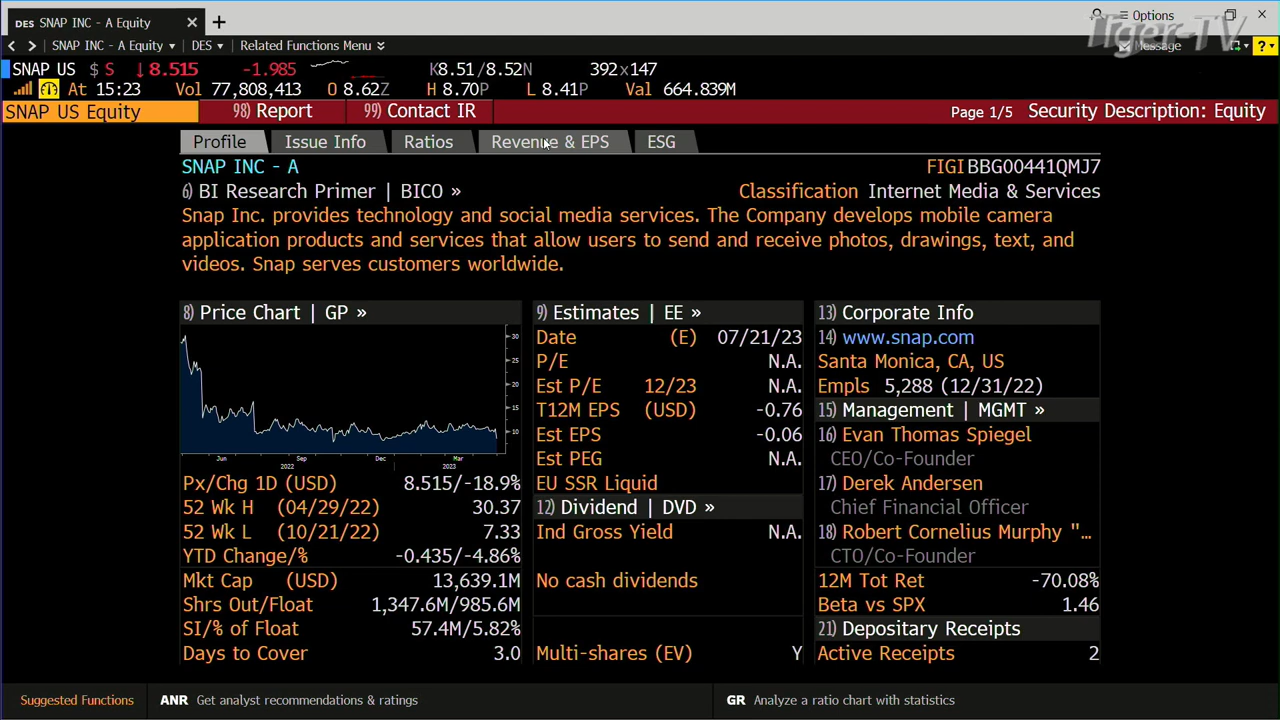 DES SNAP INC - A Equity
Options
SNAP INC - A Equity DES Related Functions Menu Message
Tiger-TV
SNAP US $ S ↓ 8.515 -1.985 K8.51/8.52N 392x147
At 15:23 Vol 77,808,413 O 8.62Z H 8.70P L 8.41P Val 664.839M
SNAP US Equity 98) Report 99) Contact IR Page 1/5 Security Description: Equity
Profile Issue Info Ratios Revenue & EPS ESG
SNAP INC - A FIGI BBG00441QMJ7
6) BI Research Primer | BICO » Classification Internet Media & Services
Snap Inc. provides technology and social media services. The Company develops mobile camera
application products and services that allow users to send and receive photos, drawings, text, and
videos. Snap serves customers worldwide.
8) Price Chart | GP »
30
25
20
15
10
Jun Sep Dec Mar
2022 2023
Px/Chg 1D (USD) 8.515/-18.9%
52 Wk H (04/29/22) 30.37
52 Wk L (10/21/22) 7.33
YTD Change/% -0.435/-4.86%
Mkt Cap (USD) 13,639.1M
Shrs Out/Float 1,347.6M/985.6M
SI/% of Float 57.4M/5.82%
Days to Cover 3.0
9) Estimates | EE »
Date (E) 07/21/23
P/E N.A.
Est P/E 12/23 N.A.
T12M EPS (USD) -0.76
Est EPS -0.06
Est PEG N.A.
EU SSR Liquid
12) Dividend | DVD »
Ind Gross Yield N.A.
No cash dividends
Multi-shares (EV) Y
13) Corporate Info
14) www.snap.com
Santa Monica, CA, US
Empls 5,288 (12/31/22)
15) Management | MGMT »
16) Evan Thomas Spiegel
CEO/Co-Founder
17) Derek Andersen
Chief Financial Officer
18) Robert Cornelius Murphy "...
CTO/Co-Founder
12M Tot Ret -70.08%
Beta vs SPX 1.46
21) Depositary Receipts
Active Receipts 2
Suggested Functions ANR Get analyst recommendations & ratings GR Analyze a ratio chart with statistics